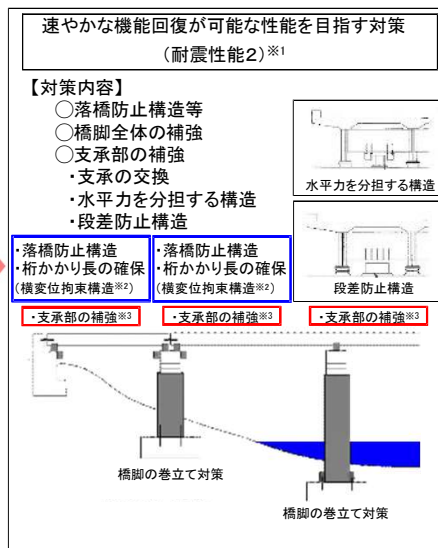 速やかな機能回復が可能な性能を目指す対策
（耐震性能2）※1
【対策内容】
○落橋防止構造等
○橋脚全体の補強
○支承部の補強
・支承の交換
・水平力を分担する構造
・段差防止構造
水平力を分担する構造
段差防止構造
・落橋防止構造
・桁かかり長の確保
（横変位拘束構造※2）
・落橋防止構造
・桁かかり長の確保
（横変位拘束構造※2）
・支承部の補強※3
・支承部の補強※3
・支承部の補強※3
橋脚の巻立て対策
橋脚の巻立て対策